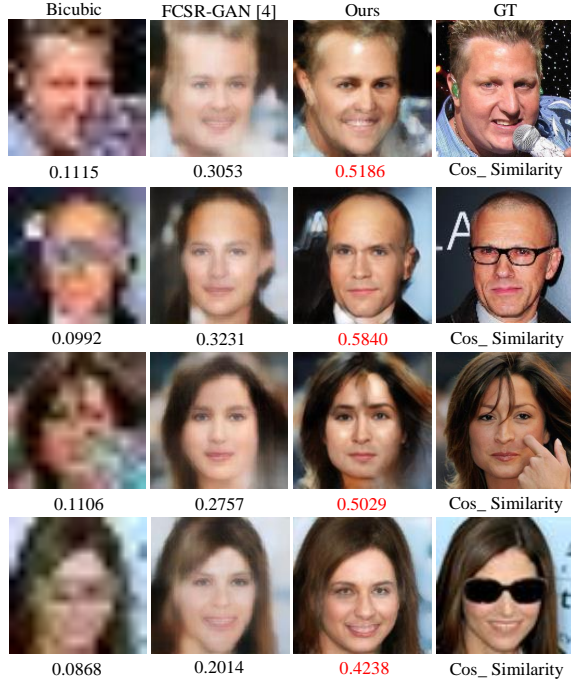 Bicubic FCSR-GAN [4] Ours GT
0.1115 0.3053 0.5186 Cos_ Similarity
LA
0.0992 0.3231 0.5840 Cos_ Similarity
0.1106 0.2757 0.5029 Cos_ Similarity
t
0.0868 0.2014 0.4238 Cos_ Similarity